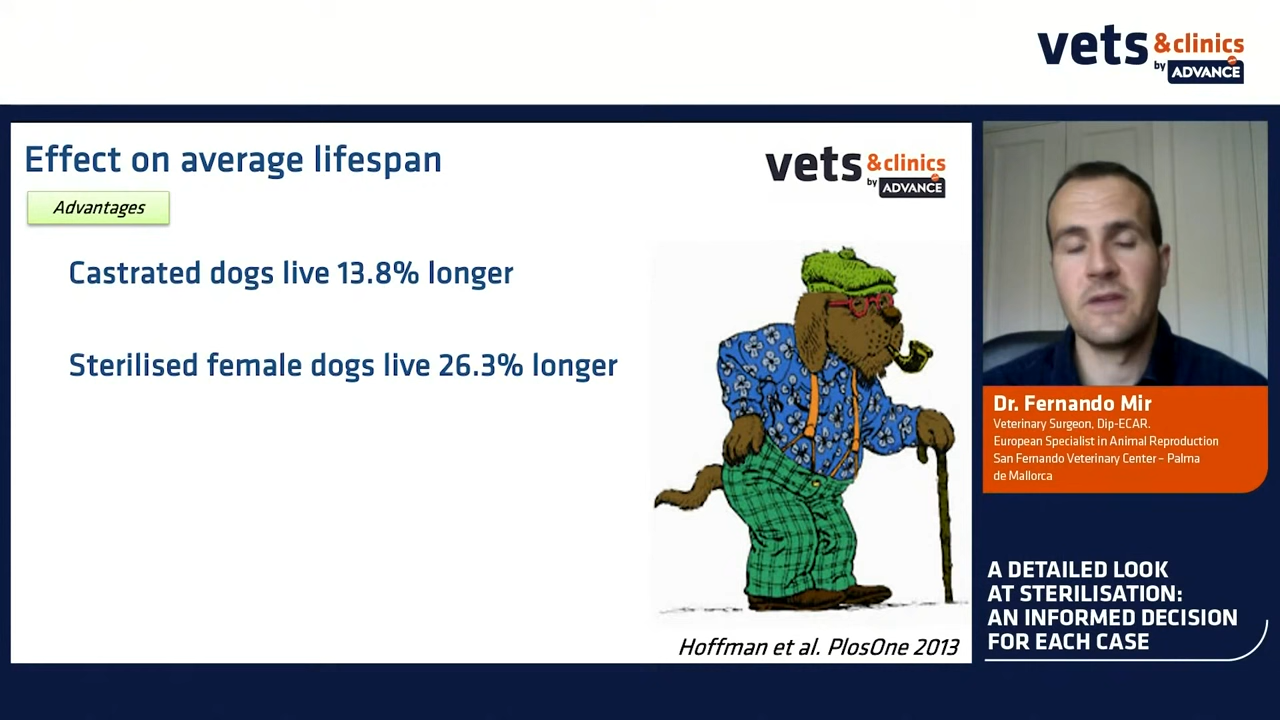 vets &clinics
by ADVANCE
Effect on average lifespan
vets &clinics
by ADVANCE
Advantages
Castrated dogs live 13.8% longer
Sterilised female dogs live 26.3% longer
Hoffman et al. PlosOne 2013
Dr. Fernando Mir
Veterinary Surgeon, Dip-ECAR.
European Specialist in Animal Reproduction
San Fernando Veterinary Center – Palma
de Mallorca
A DETAILED LOOK
AT STERILISATION:
AN INFORMED DECISION
FOR EACH CASE